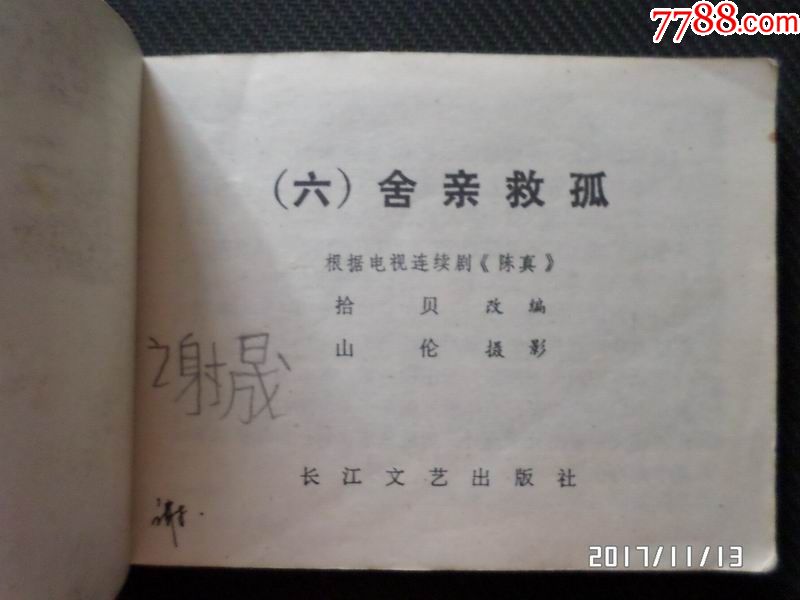 7788.com
(六)舍亲救孤
根据电视连续剧《陈真》
拾贝 改编
山伦 摄影
谢晟
长江文艺出版社
谢.
2017/11/13